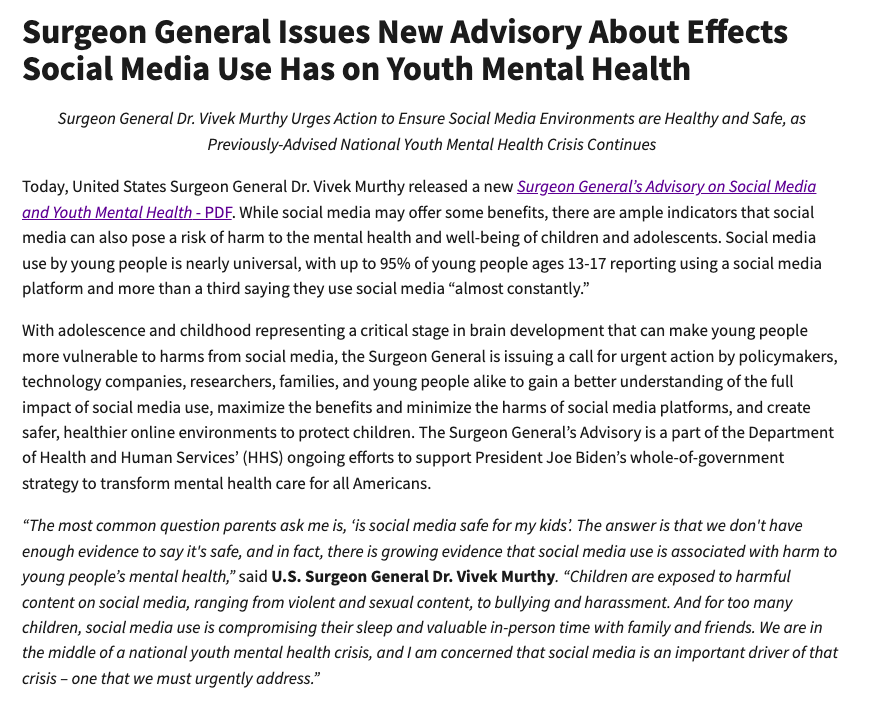 Surgeon General Issues New Advisory About Effects
Social Media Use Has on Youth Mental Health
Surgeon General Dr. Vivek Murthy Urges Action to Ensure Social Media Environments are Healthy and Safe, as
Previously-Advised National Youth Mental Health Crisis Continues
Today, United States Surgeon General Dr. Vivek Murthy released a new Surgeon General’s Advisory on Social Media
and Youth Mental Health - PDF. While social media may offer some benefits, there are ample indicators that social
media can also pose a risk of harm to the mental health and well-being of children and adolescents. Social media
use by young people is nearly universal, with up to 95% of young people ages 13-17 reporting using a social media
platform and more than a third saying they use social media “almost constantly.”
With adolescence and childhood representing a critical stage in brain development that can make young people
more vulnerable to harms from social media, the Surgeon General is issuing a call for urgent action by policymakers,
technology companies, researchers, families, and young people alike to gain a better understanding of the full
impact of social media use, maximize the benefits and minimize the harms of social media platforms, and create
safer, healthier online environments to protect children. The Surgeon General’s Advisory is a part of the Department
of Health and Human Services’ (HHS) ongoing efforts to support President Joe Biden’s whole-of-government
strategy to transform mental health care for all Americans.
“The most common question parents ask me is, ‘is social media safe for my kids’. The answer is that we don't have
enough evidence to say it's safe, and in fact, there is growing evidence that social media use is associated with harm to
young people’s mental health,” said U.S. Surgeon General Dr. Vivek Murthy. “Children are exposed to harmful
content on social media, ranging from violent and sexual content, to bullying and harassment. And for too many
children, social media use is compromising their sleep and valuable in-person time with family and friends. We are in
the middle of a national youth mental health crisis, and I am concerned that social media is an important driver of that
crisis – one that we must urgently address.”